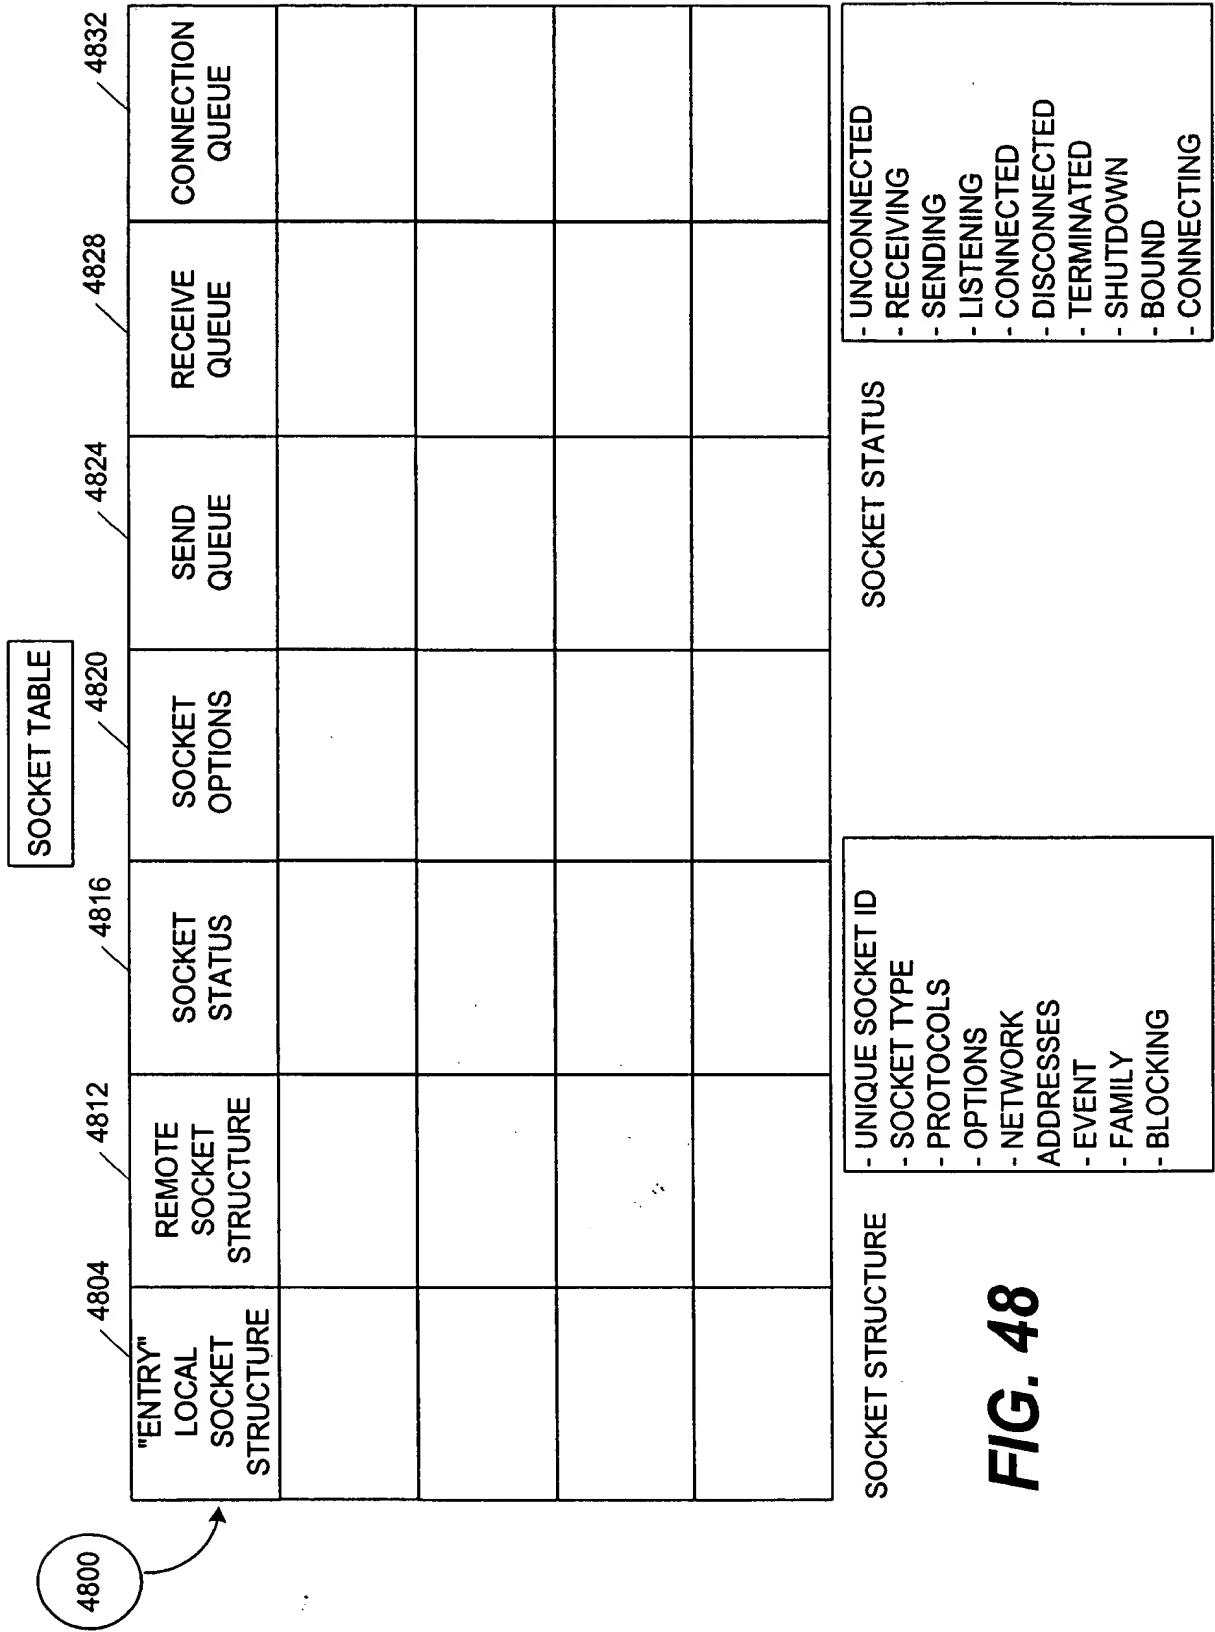 SOCKET TABLE
4800
4804
4812
4816
4820
4824
4828
4832
"ENTRY"
LOCAL
SOCKET
STRUCTURE
REMOTE
SOCKET
STRUCTURE
SOCKET
STATUS
SOCKET
OPTIONS
SEND
QUEUE
RECEIVE
QUEUE
CONNECTION
QUEUE
SOCKET STRUCTURE
- UNIQUE SOCKET ID
- SOCKET TYPE
- PROTOCOLS
- OPTIONS
- NETWORK
ADDRESSES
- EVENT
- FAMILY
- BLOCKING
SOCKET STATUS
- UNCONNECTED
- RECEIVING
- SENDING
- LISTENING
- CONNECTED
- DISCONNECTED
- TERMINATED
- SHUTDOWN
- BOUND
- CONNECTING
FIG. 48